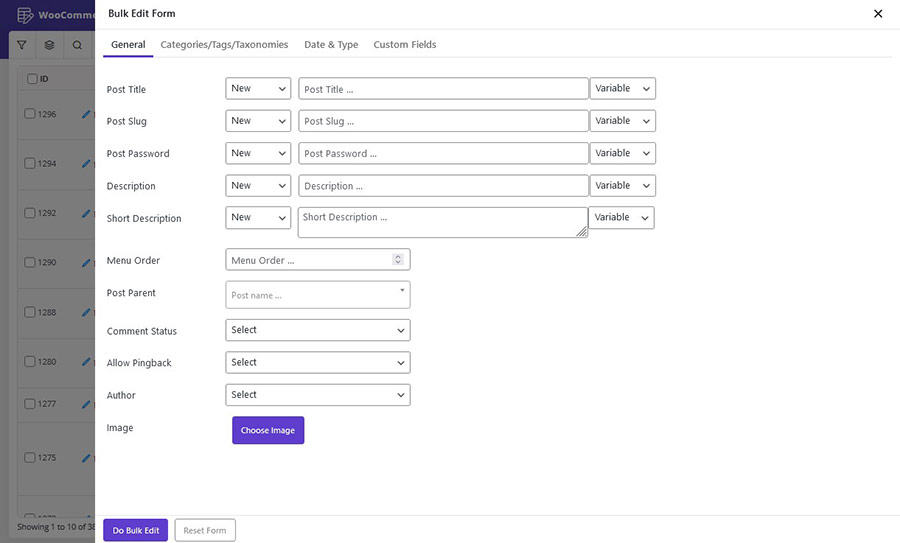 WooComme
Bulk Edit Form
General Categories/Tags/Taxonomies Date & Type Custom Fields
ID
Post Title New Post Title ... Variable
1296
Post Slug New Post Slug ... Variable
Post Password New Post Password ... Variable
1294
Description New Description ... Variable
1292
Short Description New Short Description ... Variable
1290
Menu Order Menu Order ...
Post Parent Post name ...
1288
Comment Status Select
1280
Allow Pingback Select
Author Select
1277
Image Choose Image
1275
Showing 1 to 10 of 38
Do Bulk Edit Reset Form